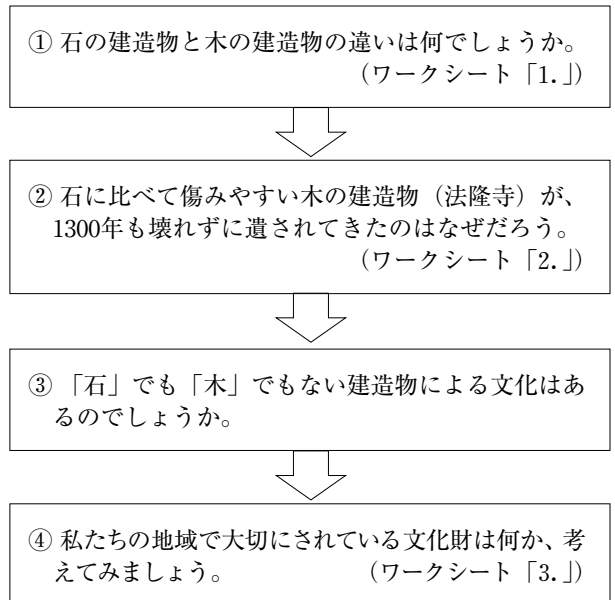 ① 石の建造物と木の建造物の違いは何でしょうか。
（ワークシート「1.」）
② 石に比べて傷みやすい木の建造物（法隆寺）が、
1300年も壊れずに遺されてきたのはなぜだろう。
（ワークシート「2.」）
③ 「石」でも「木」でもない建造物による文化はあ
るのでしょうか。
④ 私たちの地域で大切にされている文化財は何か、考
えてみましょう。 （ワークシート「3.」）